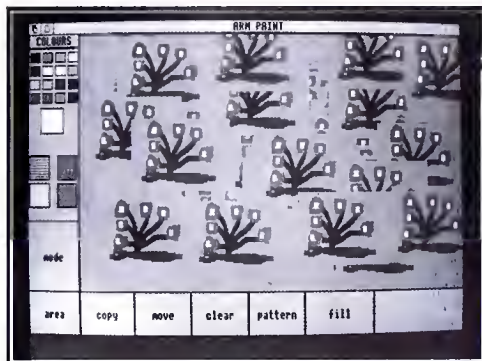 ARM PAINT
COLOURS
mode
area copy move clear pattern fill